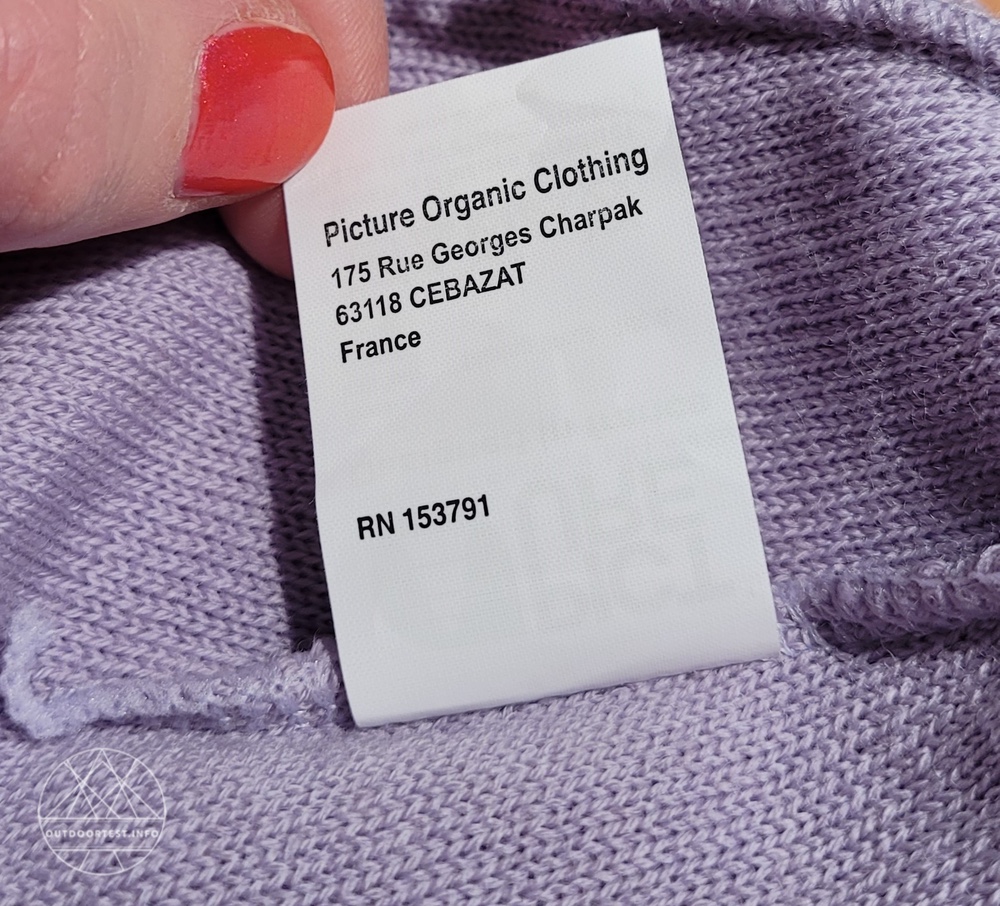 Picture Organic Clothing
175 Rue Georges Charpak
63118 CEBAZAT
France
RN 153791
OUTDOORTEST.INFO